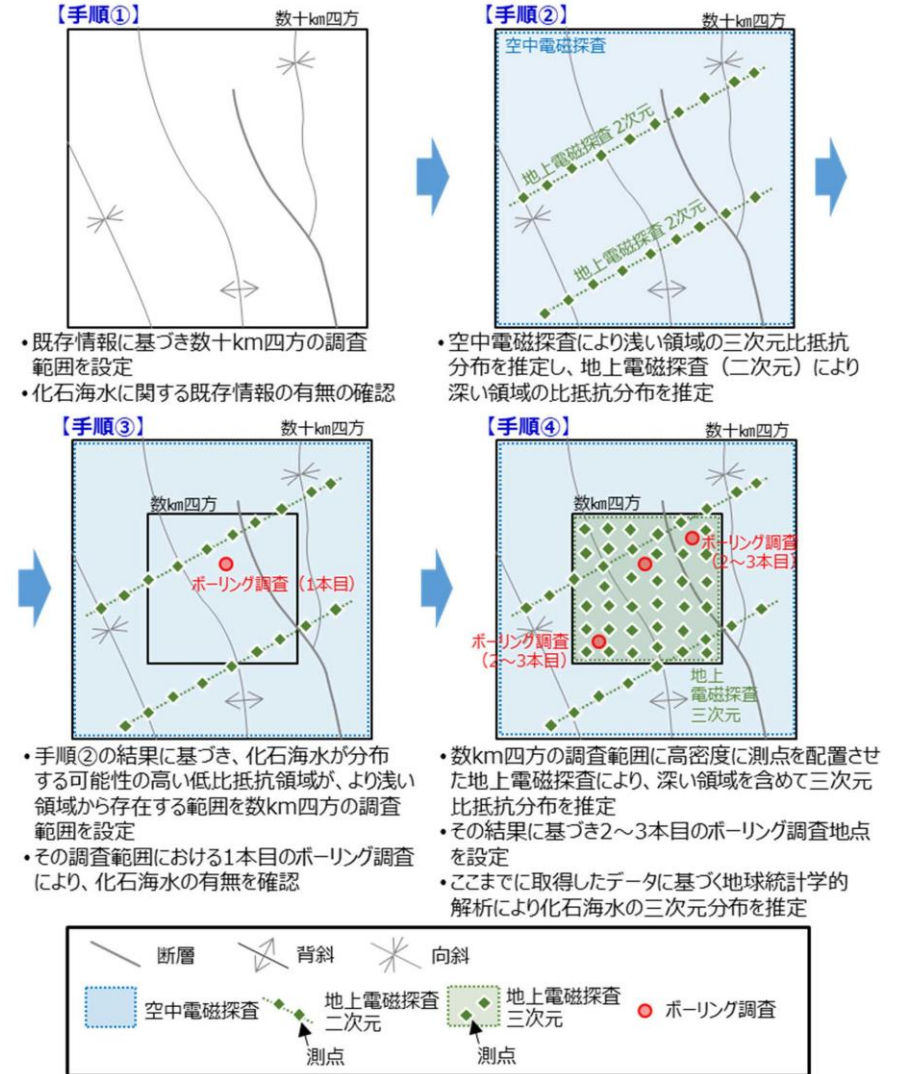 【手順①】
数十km四方
【手順②】
数十km四方
空中電磁探査
地上電磁探査 2次元
地上電磁探査 2次元
・既存情報に基づき数十km四方の調査
範囲を設定
・化石海水に関する既存情報の有無の確認
・空中電磁探査により浅い領域の三次元比抵抗
分布を推定し、地上電磁探査（二次元）により
深い領域の比抵抗分布を推定
【手順③】
数十km四方
数km四方
ボーリング調査（1本目）
【手順④】
数十km四方
数km四方
ボーリング調査
（2～3本目）
ボーリング調査
（2～3本目）
地上
電磁探査
三次元
・手順②の結果に基づき、化石海水が分布
する可能性の高い低比抵抗領域が、より浅い
領域から存在する範囲を数km四方の調査
範囲を設定
・その調査範囲における1本目のボーリング調査
により、化石海水の有無を確認
・数km四方の調査範囲に高密度に測点を配置させ
た地上電磁探査により、深い領域を含めて三次元
比抵抗分布を推定
・その結果に基づき2～3本目のボーリング調査地点
を設定
・ここまでに取得したデータに基づく地球統計学的
解析により化石海水の三次元分布を推定
断層
背斜
向斜
空中電磁探査
地上電磁探査
二次元
測点
地上電磁探査
三次元
測点
ボーリング調査